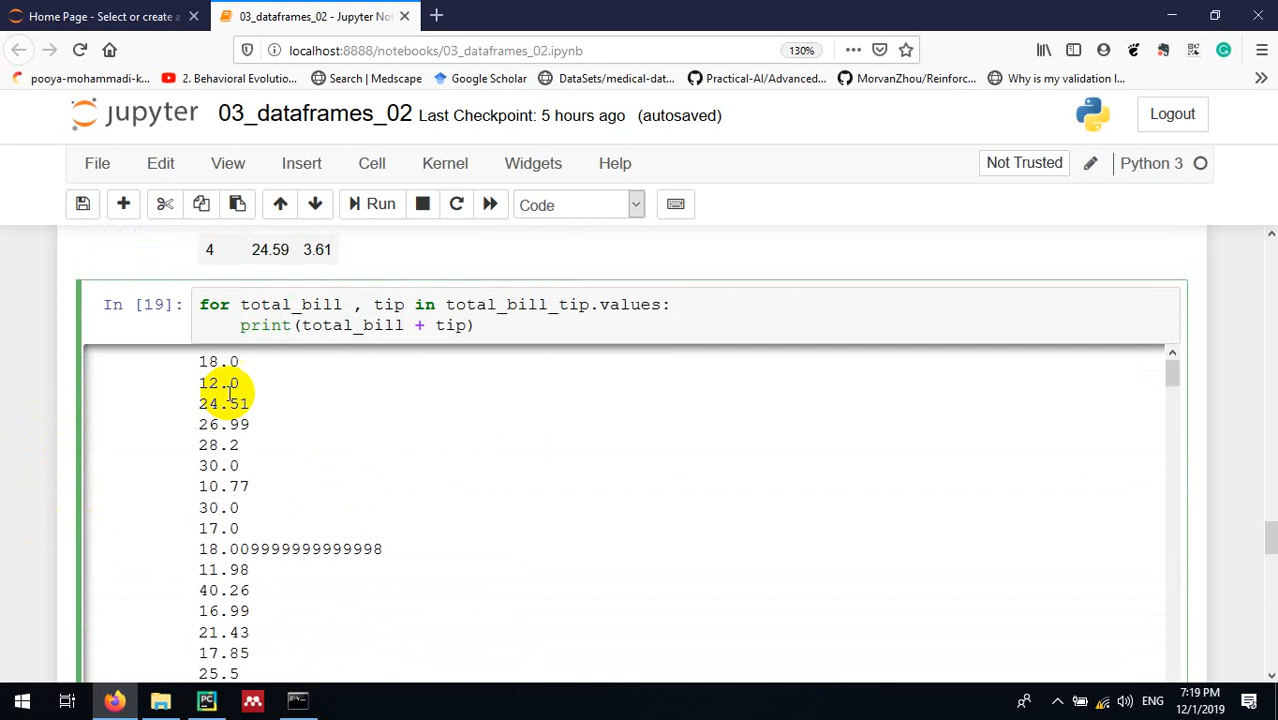 Home Page - Select or create a
03_dataframes_02 - Jupyter Not
localhost:8888/notebooks/03_dataframes_02.ipynb
130%
pooya-mohammadi-k...
2. Behavioral Evolutio...
Search | Medscape
Google Scholar
DataSets/medical-dat...
Practical-AI/Advanced...
MorvanZhou/Reinforc...
Why is my validation I...
jupyter
03_dataframes_02
Last Checkpoint: 5 hours ago (autosaved)
Logout
File
Edit
View
Insert
Cell
Kernel
Widgets
Help
Not Trusted
Python 3
Run
Code
4 24.59 3.61
In [19]:
for total_bill , tip in total_bill_tip.values:
print(total_bill + tip)
18.0
12.0
24.51
26.99
28.2
30.0
10.77
30.0
17.0
18.009999999999998
11.98
40.26
16.99
21.43
17.85
25.5
PC
ENG
7:19 PM
12/1/2019